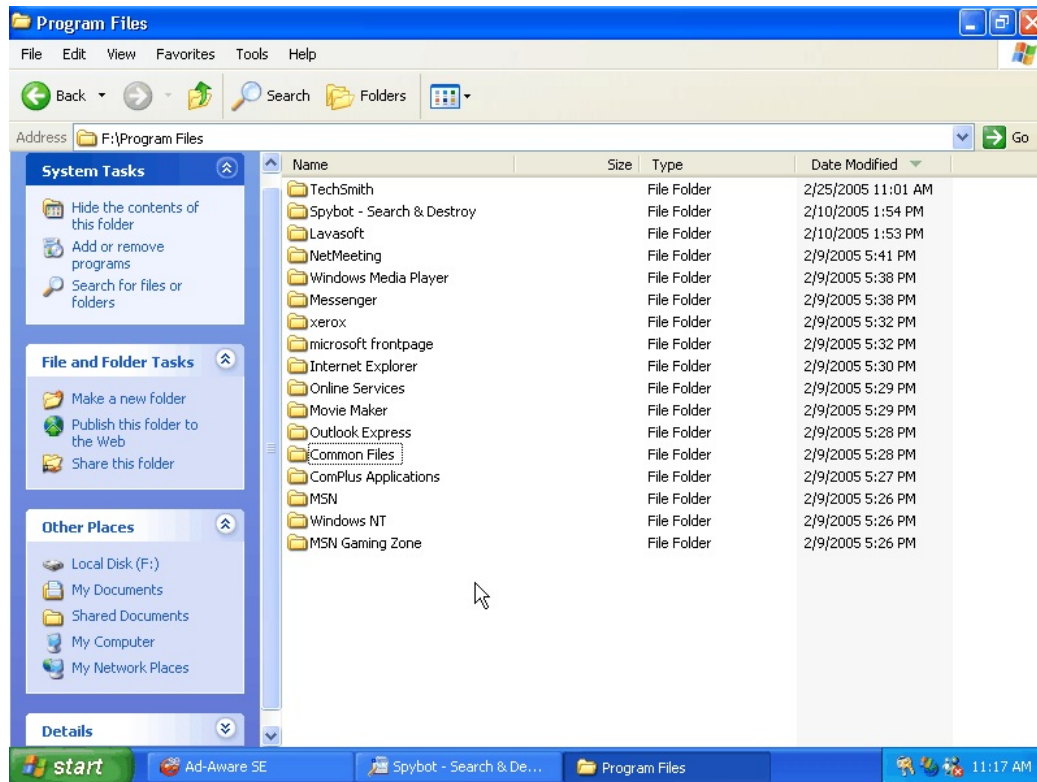 Program Files
File Edit View Favorites Tools Help
Back Search Folders
Address F:\Program Files Go
System Tasks
Hide the contents of
this folder
Add or remove
programs
Search for files or
folders
File and Folder Tasks
Make a new folder
Publish this folder to
the Web
Share this folder
Other Places
Local Disk (F:)
My Documents
Shared Documents
My Computer
My Network Places
Details
Name Size Type Date Modified
TechSmith File Folder 2/25/2005 11:01 AM
Spybot - Search & Destroy File Folder 2/10/2005 1:54 PM
Lavasoft File Folder 2/10/2005 1:53 PM
NetMeeting File Folder 2/9/2005 5:41 PM
Windows Media Player File Folder 2/9/2005 5:38 PM
Messenger File Folder 2/9/2005 5:38 PM
xerox File Folder 2/9/2005 5:32 PM
microsoft frontpage File Folder 2/9/2005 5:32 PM
Internet Explorer File Folder 2/9/2005 5:30 PM
Online Services File Folder 2/9/2005 5:29 PM
Movie Maker File Folder 2/9/2005 5:29 PM
Outlook Express File Folder 2/9/2005 5:28 PM
Common Files File Folder 2/9/2005 5:28 PM
ComPlus Applications File Folder 2/9/2005 5:27 PM
MSN File Folder 2/9/2005 5:26 PM
Windows NT File Folder 2/9/2005 5:26 PM
MSN Gaming Zone File Folder 2/9/2005 5:26 PM
start Ad-Aware SE Spybot - Search & De... Program Files 11:17 AM